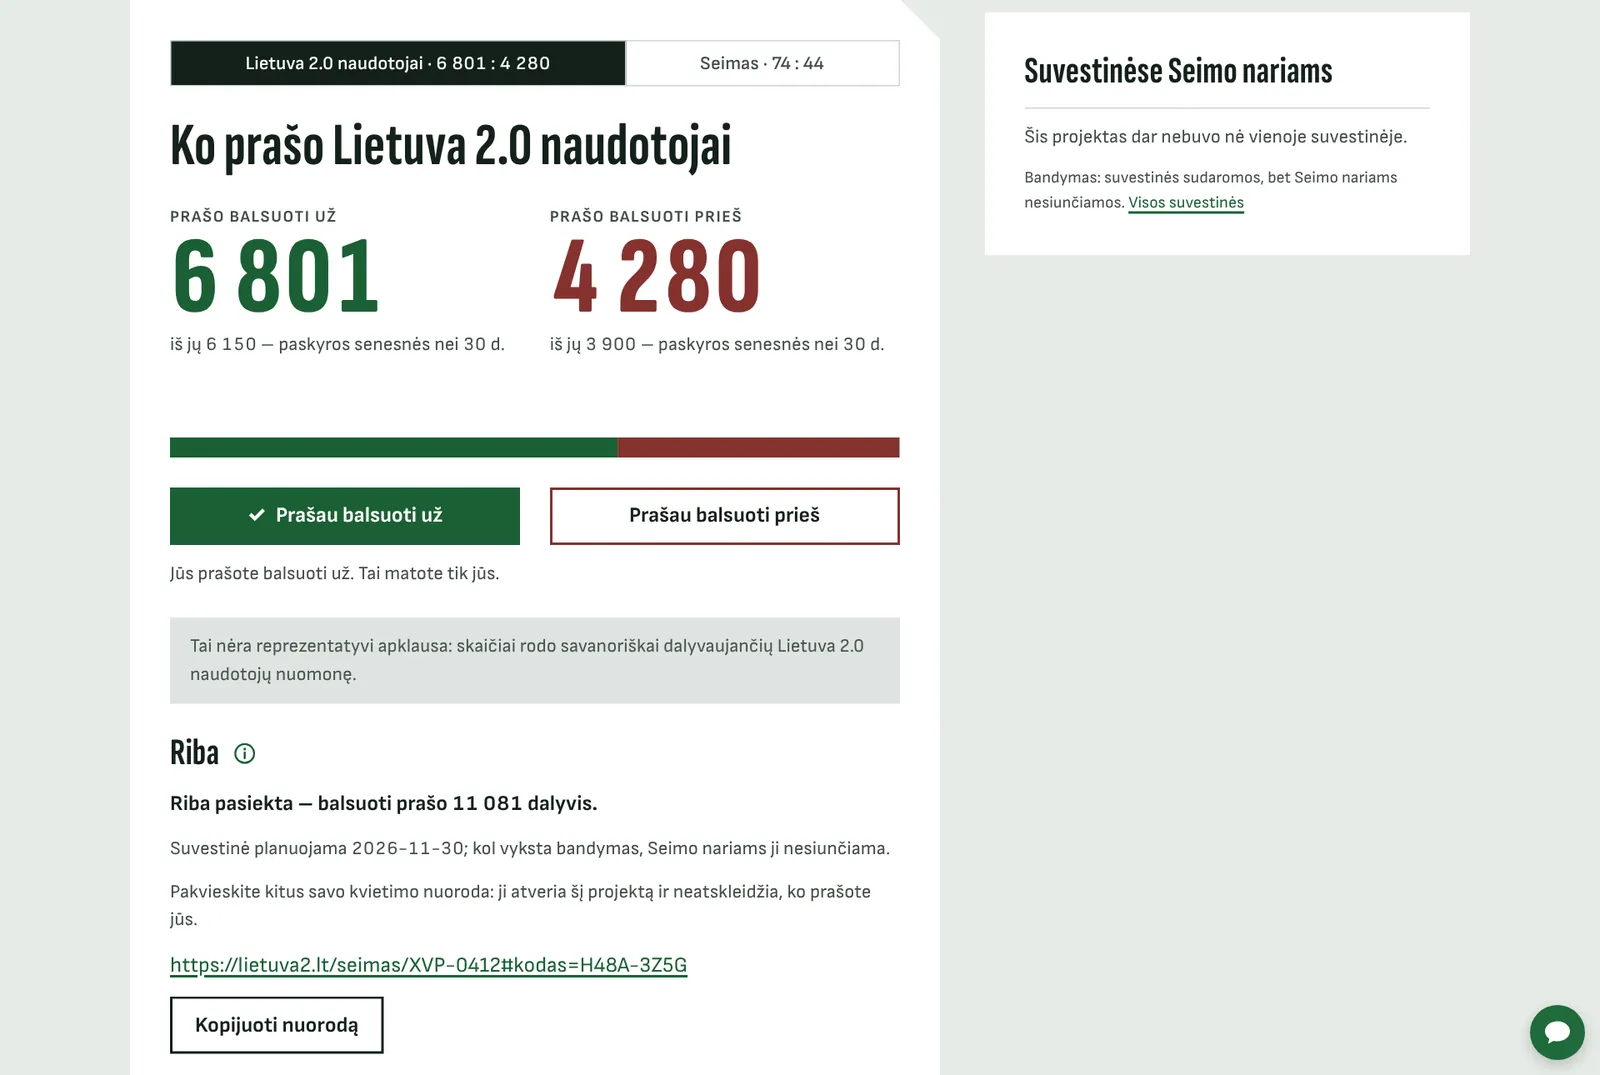 Lietuva 2.0 naudotojai · 6 801 : 4 280
Seimas · 74 : 44
Ko prašo Lietuva 2.0 naudotojai
PRAŠO BALSUOTI UŽ
6 801
iš jų 6 150 – paskyros senesnės nei 30 d.
PRAŠO BALSUOTI PRIEŠ
4 280
iš jų 3 900 – paskyros senesnės nei 30 d.
Prašau balsuoti už
Prašau balsuoti prieš
Jūs prašote balsuoti už. Tai matote tik jūs.
Tai nėra reprezentatyvi apklausa: skaičiai rodo savanoriškai dalyvaujančių Lietuva 2.0
naudotojų nuomonę.
Riba
Riba pasiekta – balsuoti prašo 11 081 dalyvis.
Suvestinė planuojama 2026-11-30; kol vyksta bandymas, Seimo nariams ji nesiunčiama.
Pakvieskite kitus savo kvietimo nuoroda: ji atveria šį projektą ir neatskleidžia, ko prašote
jūs.
https://lietuva2.lt/seimas/XVP-0412#kodas=H48A-3Z5G
Kopijuoti nuorodą
Suvestinėse Seimo nariams
Šis projektas dar nebuvo nė vienoje suvestinėje.
Bandymas: suvestinės sudaromos, bet Seimo nariams
nesiunčiamos. Visos suvestinės